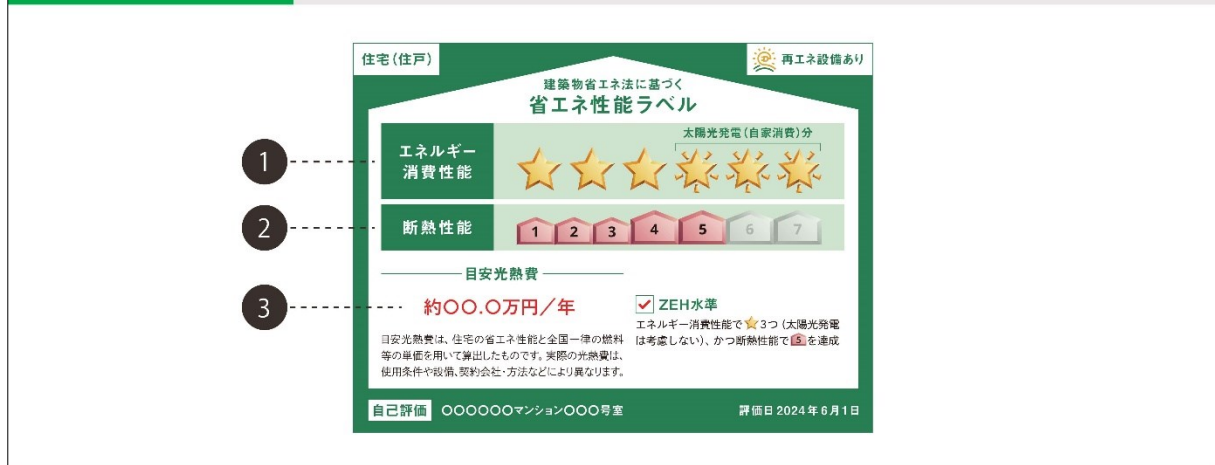 住宅(住戸)
再エネ設備あり
建築物省エネ法に基づく
省エネ性能ラベル
太陽光発電(自家消費)分
1
エネルギー
消費性能
2
断熱性能
1 2 3 4 5 6 7
目安光熱費
3
約〇〇.〇万円/年
目安光熱費は、住宅の省エネ性能と全国一律の燃料
等の単価を用いて算出したものです。実際の光熱費は、
使用条件や設備、契約会社・方法などにより異なります。
ZEH水準
エネルギー消費性能で⭐3つ(太陽光発電
は考慮しない)、かつ断熱性能で5を達成
自己評価 〇〇〇〇〇〇マンション〇〇〇号室
評価日 2024年6月1日